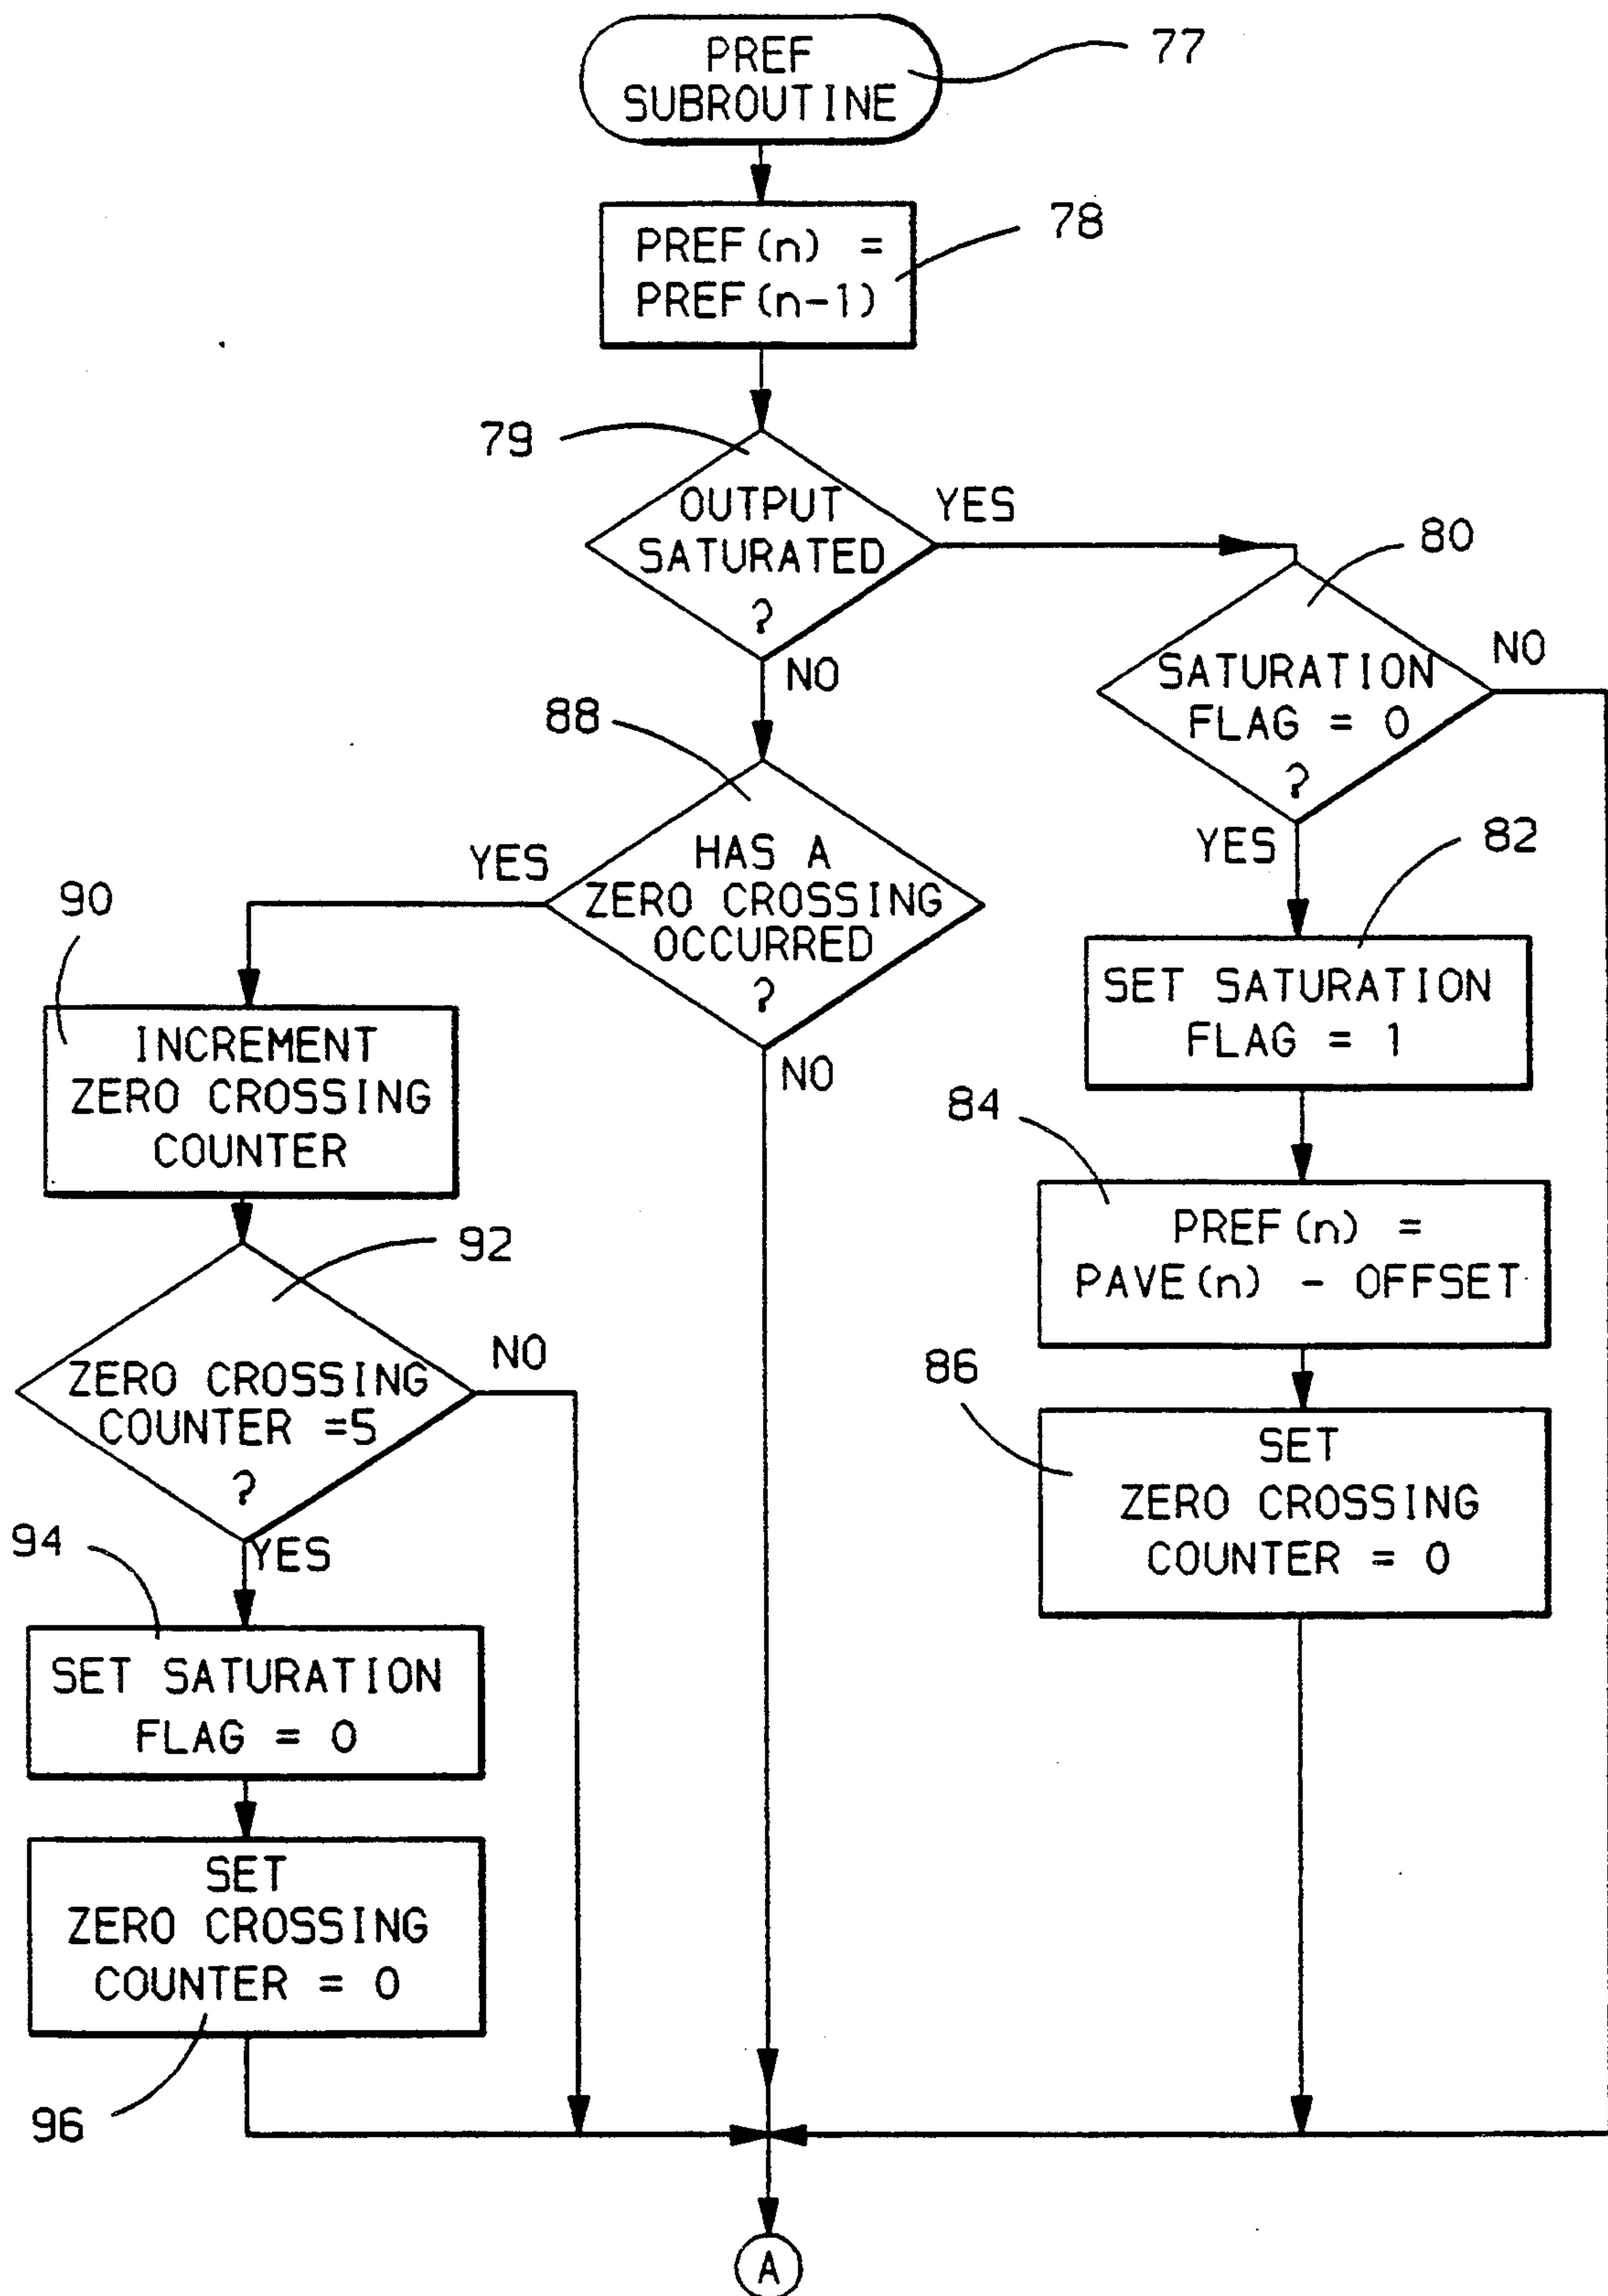 PREF
SUBROUTINE
77
PREF(n) =
PREF(n-1)
78
79
OUTPUT
SATURATED
?
YES
NO
80
SATURATION
FLAG = 0
?
NO
YES
88
HAS A
ZERO CROSSING
OCCURRED
?
YES
NO
82
SET SATURATION
FLAG = 1
90
INCREMENT
ZERO CROSSING
COUNTER
84
PREF(n) =
PAVE(n) - OFFSET
92
ZERO CROSSING
COUNTER =5
?
NO
YES
86
SET
ZERO CROSSING
COUNTER = 0
94
SET SATURATION
FLAG = 0
SET
ZERO CROSSING
COUNTER = 0
96
A